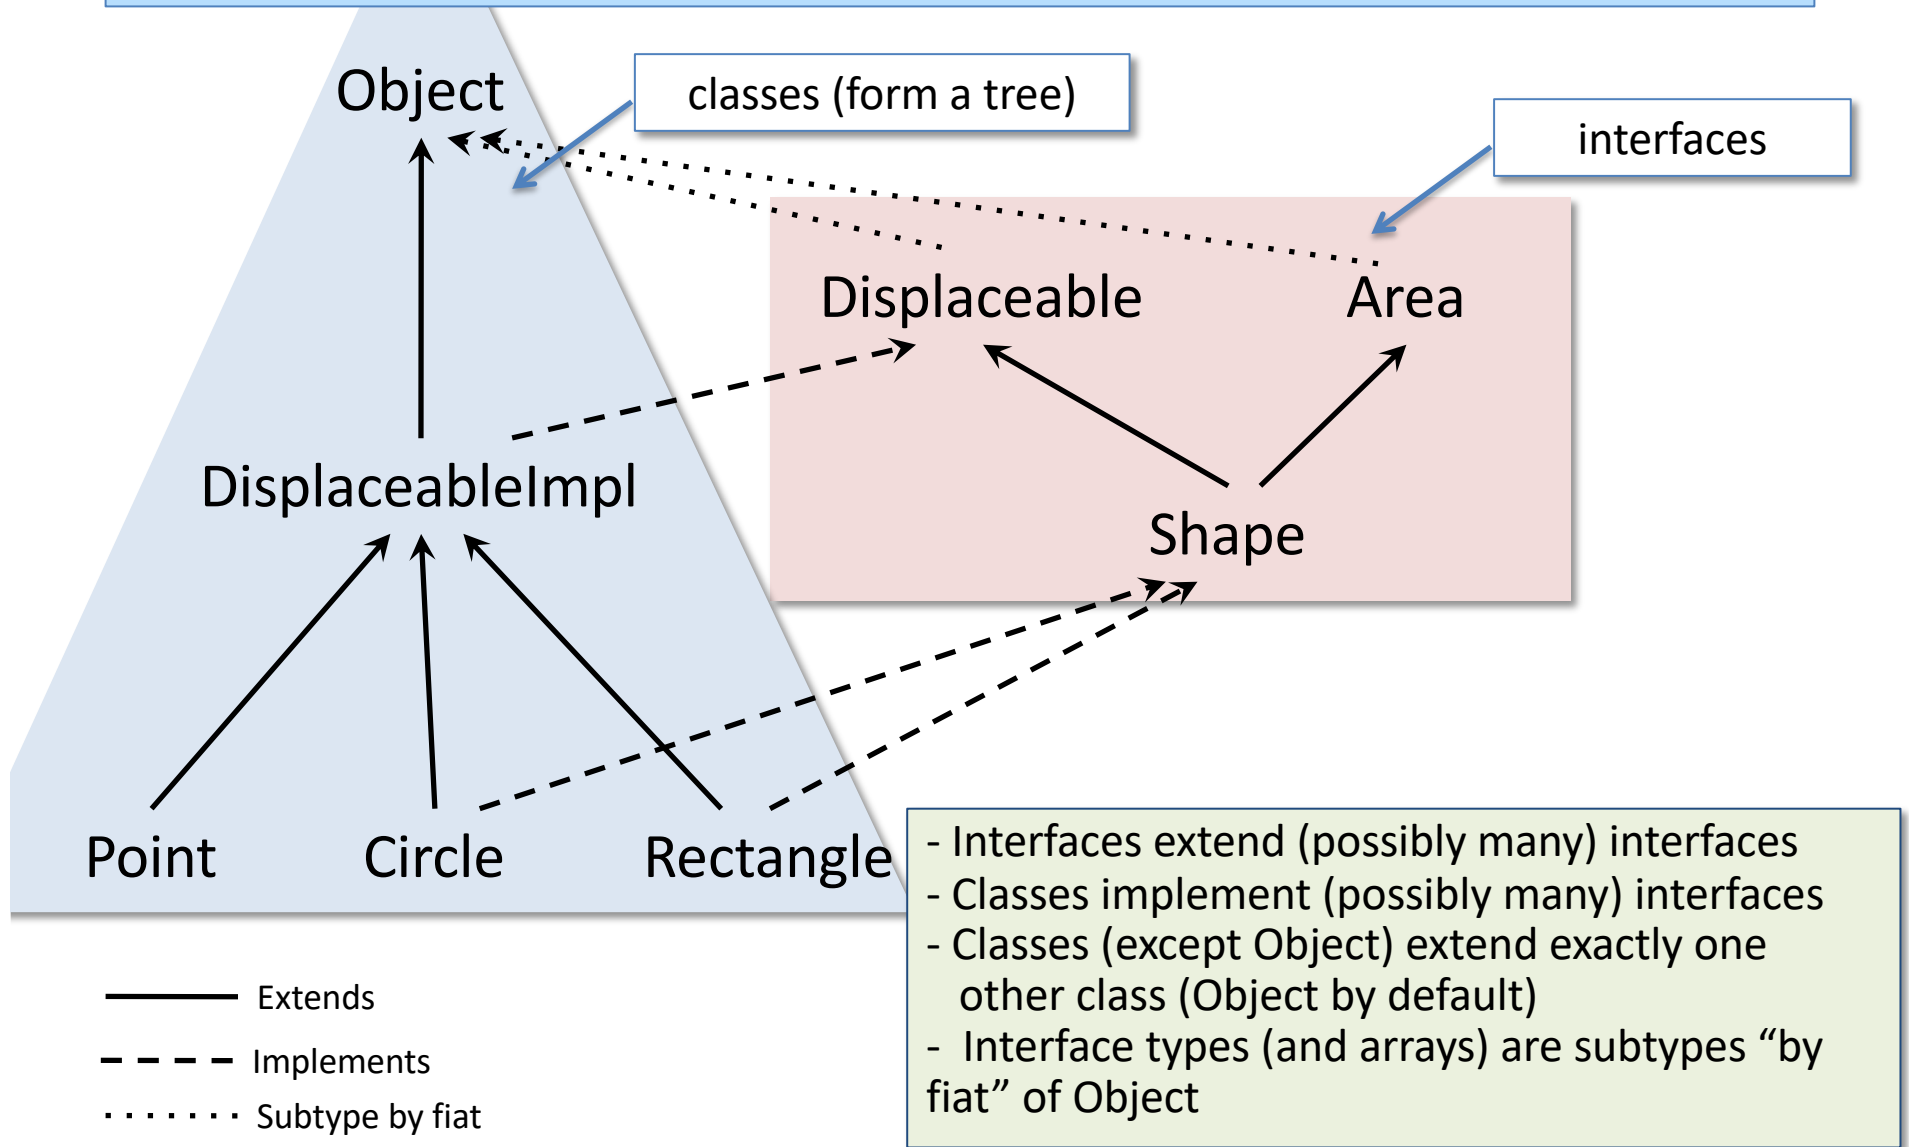 Object
classes (form a tree)
interfaces
Displaceable
Area
DisplaceableImpl
Shape
Point
Circle
Rectangle
- Interfaces extend (possibly many) interfaces
- Classes implement (possibly many) interfaces
- Classes (except Object) extend exactly one
other class (Object by default)
- Interface types (and arrays) are subtypes “by
fiat” of Object
Extends
Implements
Subtype by fiat